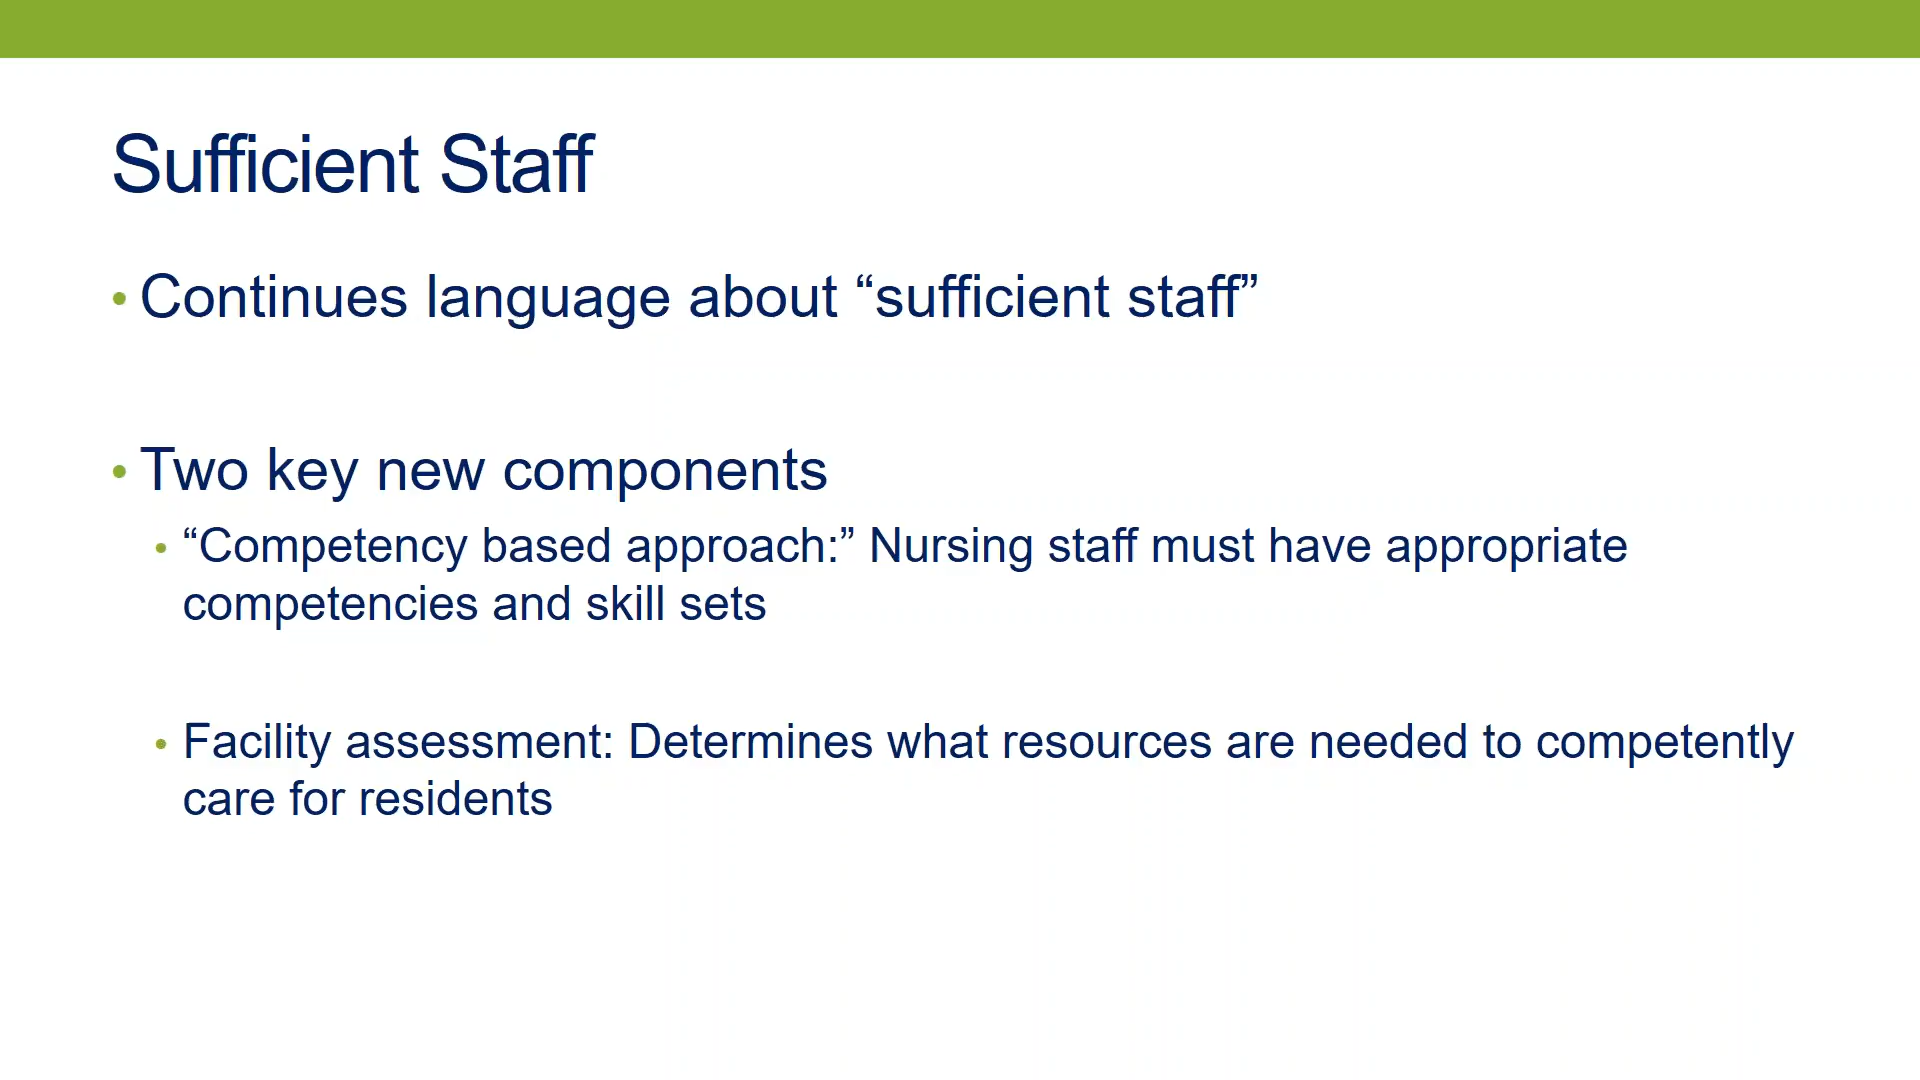 Sufficient Staff
• Continues language about “sufficient staff”
• Two key new components
• “Competency based approach:” Nursing staff must have appropriate
competencies and skill sets
• Facility assessment: Determines what resources are needed to competently
care for residents